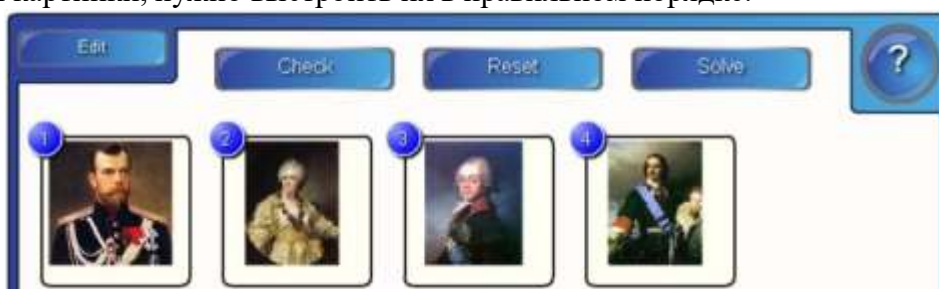 картинки, нужно выстроить их в правильном порядке.
Edit
Check
Reset
Solve
?
1
2
3
4